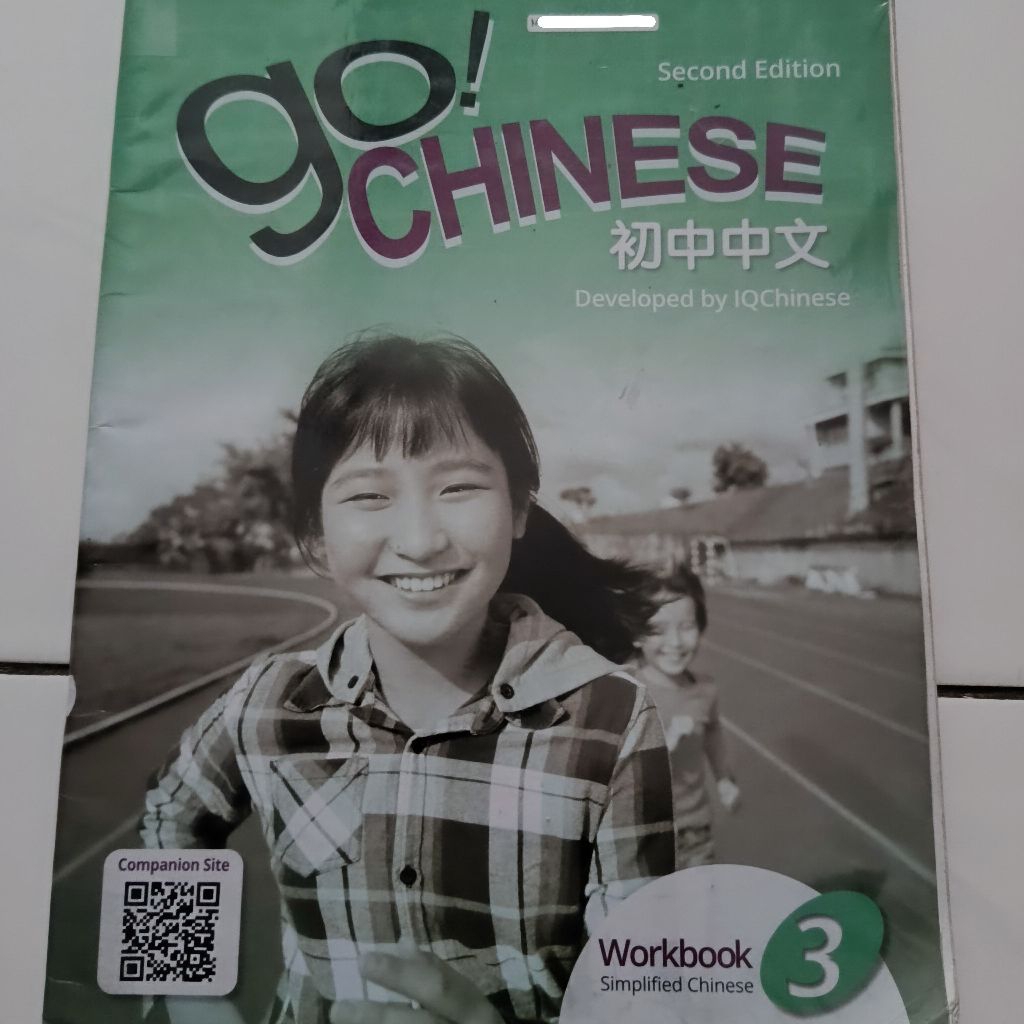 Second Edition
go!
CHINESE
初中中文
Developed by IQChinese
Companion Site
Workbook 3
Simplified Chinese